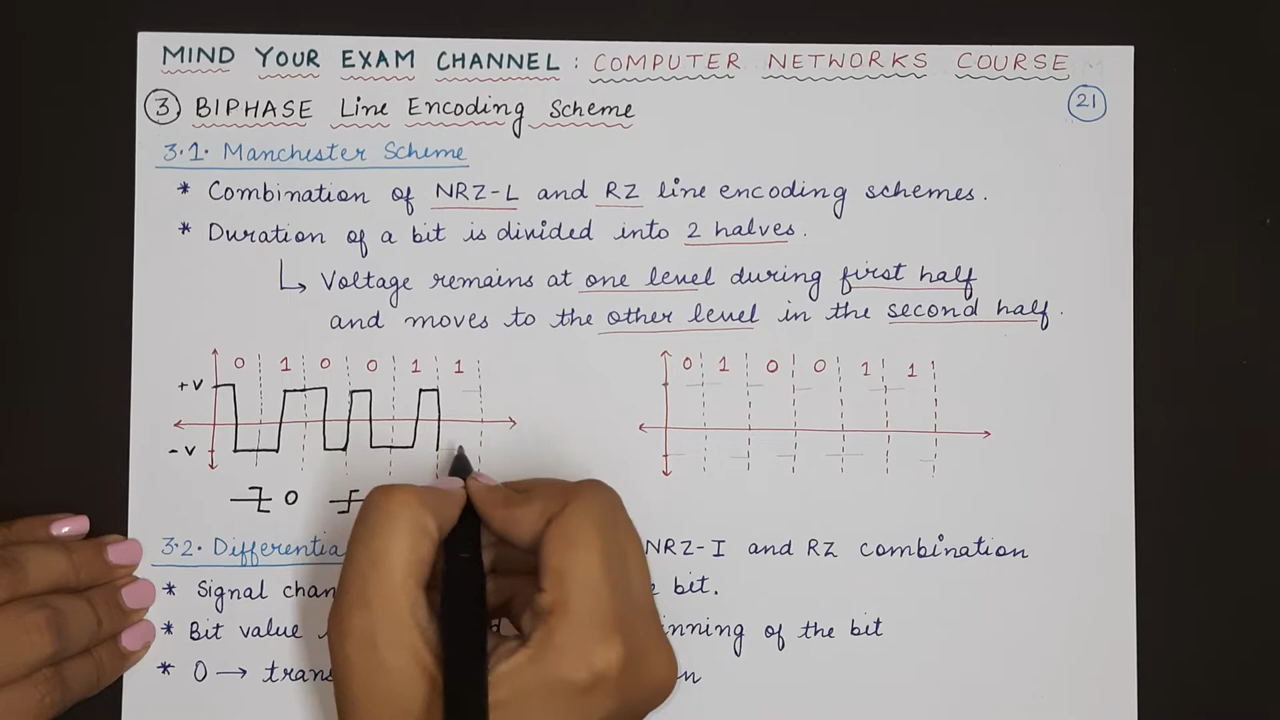 MIND YOUR EXAM CHANNEL : COMPUTER NETWORKS COURSE
③ BIPHASE Line Encoding Scheme
21
3.1. Manchester Scheme
* Combination of NRZ-L and RZ line encoding schemes.
* Duration of a bit is divided into 2 halves.
↳ Voltage remains at one level during first half
and moves to the other level in the second half.
0 1 0 0 1 1
+V
-V
0
0 1 0 0 1 1
3.2. NRZ-I and RZ combination
* Signal bit.
* Bit value of the bit
* 0 →